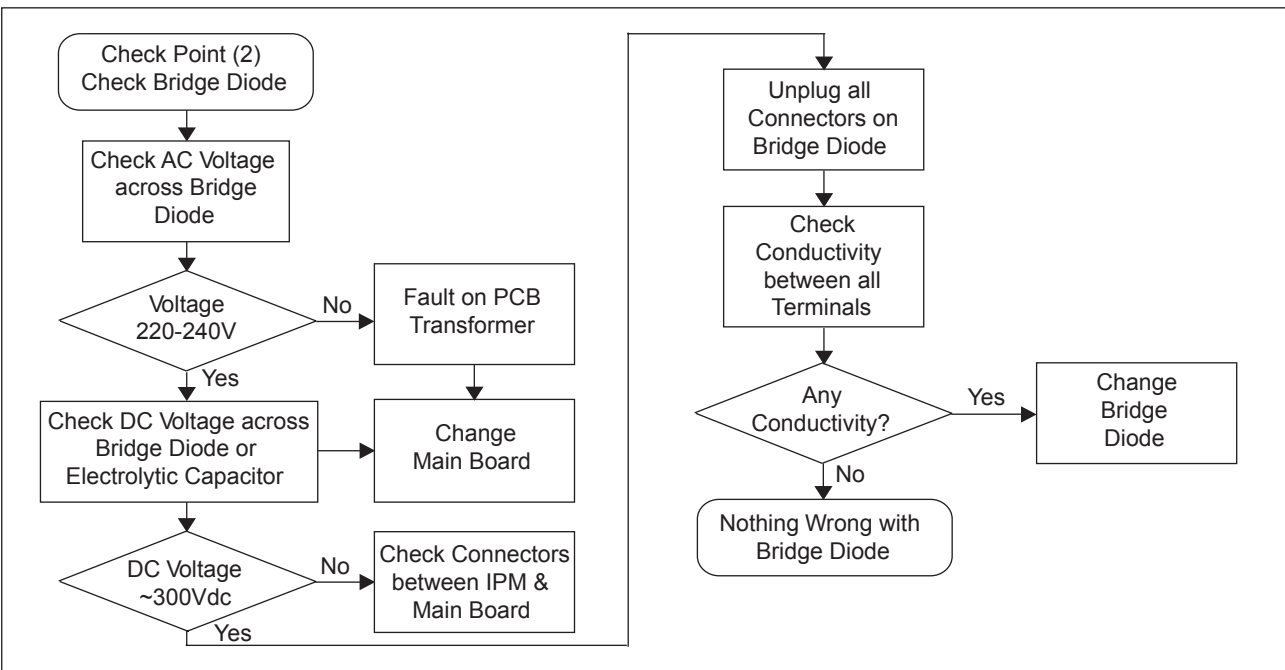 Check Point (2)
Check Bridge Diode
Check AC Voltage
across Bridge
Diode
Voltage
220-240V
No
Fault on PCB
Transformer
Yes
Check DC Voltage across
Bridge Diode or
Electrolytic Capacitor
Change
Main Board
DC Voltage
~300Vdc
No
Check Connectors
between IPM &
Main Board
Yes
Unplug all
Connectors on
Bridge Diode
Check
Conductivity
between all
Terminals
Any
Conductivity?
Yes
Change
Bridge
Diode
No
Nothing Wrong with
Bridge Diode